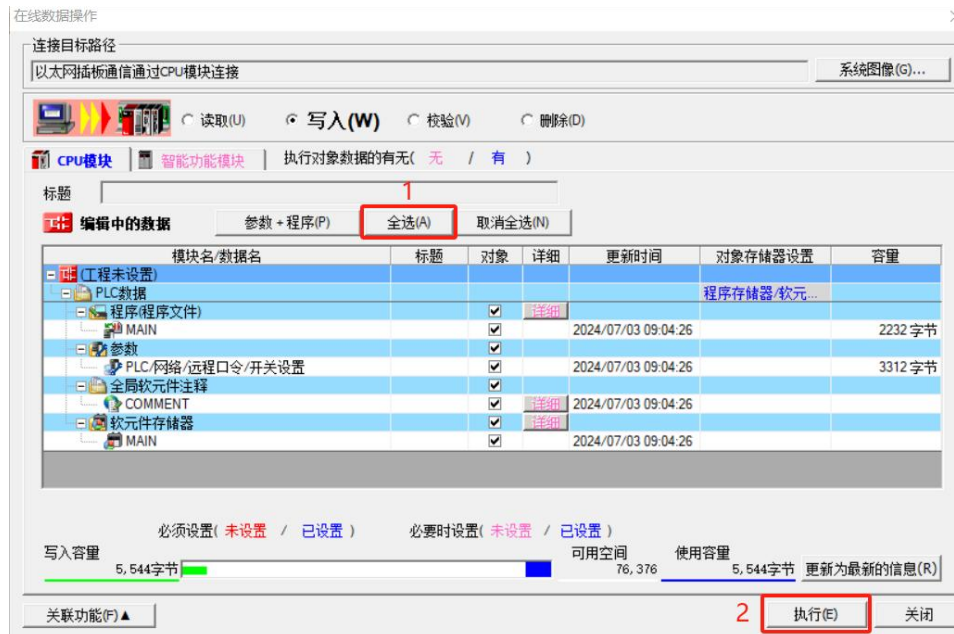 在线数据操作
连接目标路径
以太网插板通信通过CPU模块连接 系统图像(G)...
读取(U) 写入(W) 校验(V) 删除(D)
CPU模块 智能功能模块 执行对象数据的有无( 无 / 有 )
1
标题
编辑中的数据 参数+程序(P) 全选(A) 取消全选(N)
模块名/数据名 标题 对象 详细 更新时间 对象存储器设置 容量
(工程未设置)
PLC数据 程序存储器/软元...
程序(程序文件) 详细
MAIN 2024/07/03 09:04:26 2232 字节
参数
PLC/网络/远程口令/开关设置 2024/07/03 09:04:26 3312 字节
全局软元件注释
COMMENT 详细 2024/07/03 09:04:26
软元件存储器 详细
MAIN 2024/07/03 09:04:26
必须设置( 未设置 / 已设置 ) 必要时设置( 未设置 / 已设置 )
写入容量 可用空间 使用容量
5,544字节 76,376 5,544字节 更新为最新的信息(R)
关联功能(F)▲ 2 执行(E) 关闭